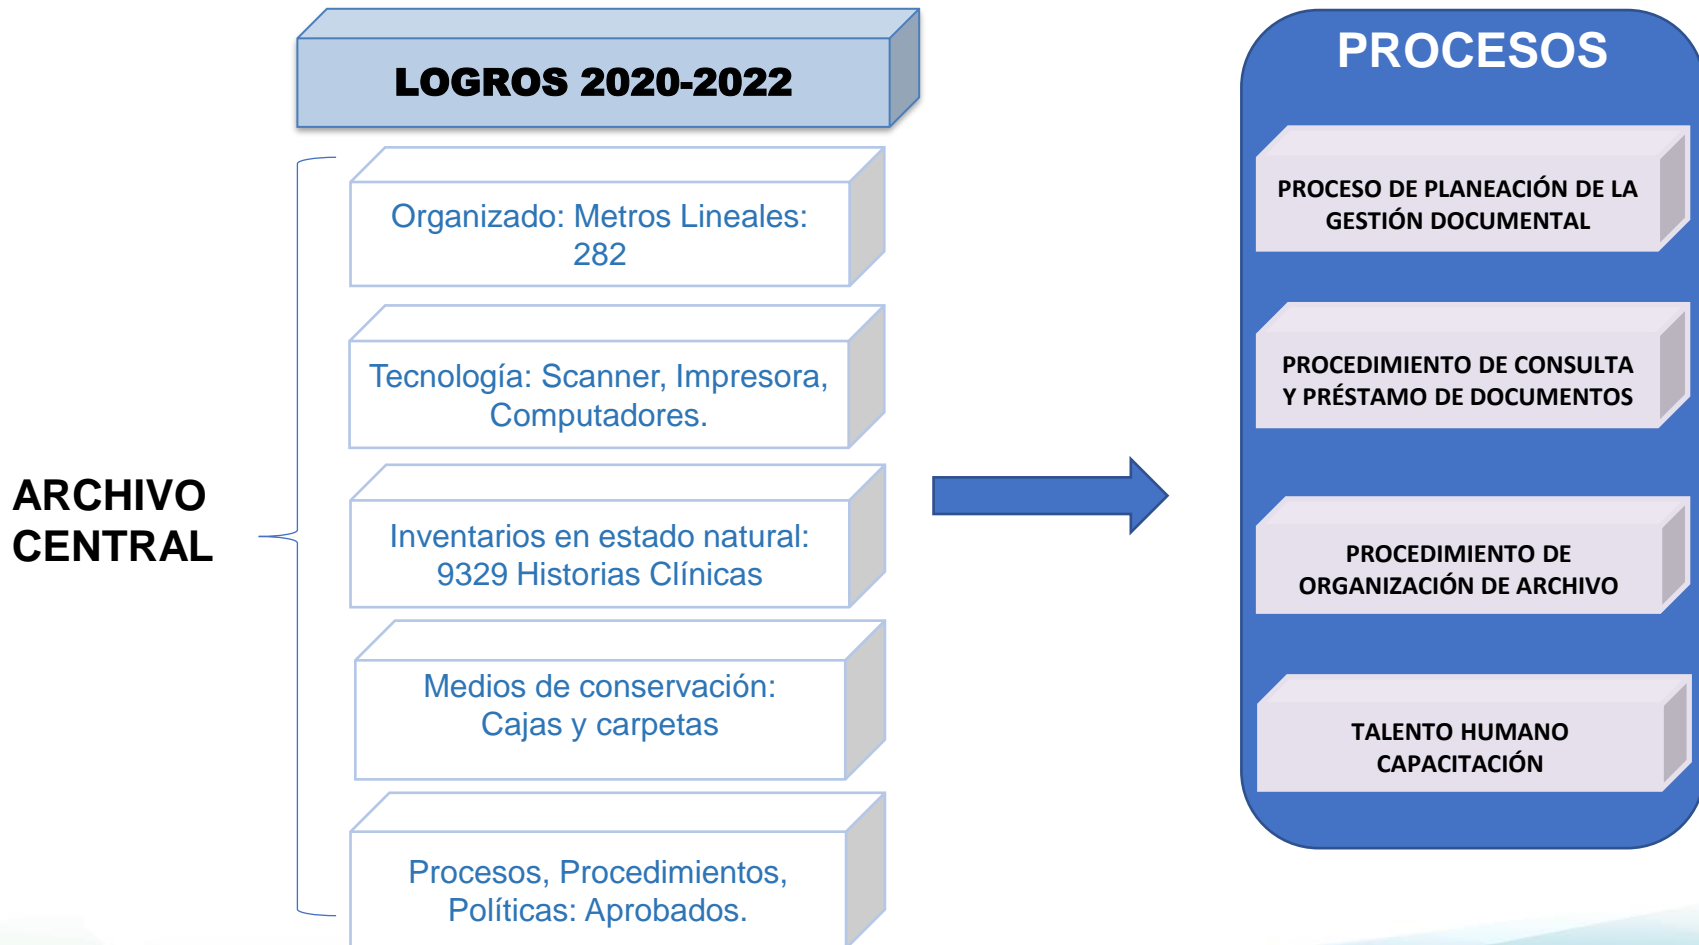 LOGROS 2020-2022
ARCHIVO
CENTRAL
Organizado: Metros Lineales:
282
Tecnología: Scanner, Impresora,
Computadores.
Inventarios en estado natural:
9329 Historias Clínicas
Medios de conservación:
Cajas y carpetas
Procesos, Procedimientos,
Políticas: Aprobados.
PROCESOS
PROCESO DE PLANEACIÓN DE LA
GESTIÓN DOCUMENTAL
PROCEDIMIENTO DE CONSULTA
Y PRÉSTAMO DE DOCUMENTOS
PROCEDIMIENTO DE
ORGANIZACIÓN DE ARCHIVO
TALENTO HUMANO
CAPACITACIÓN